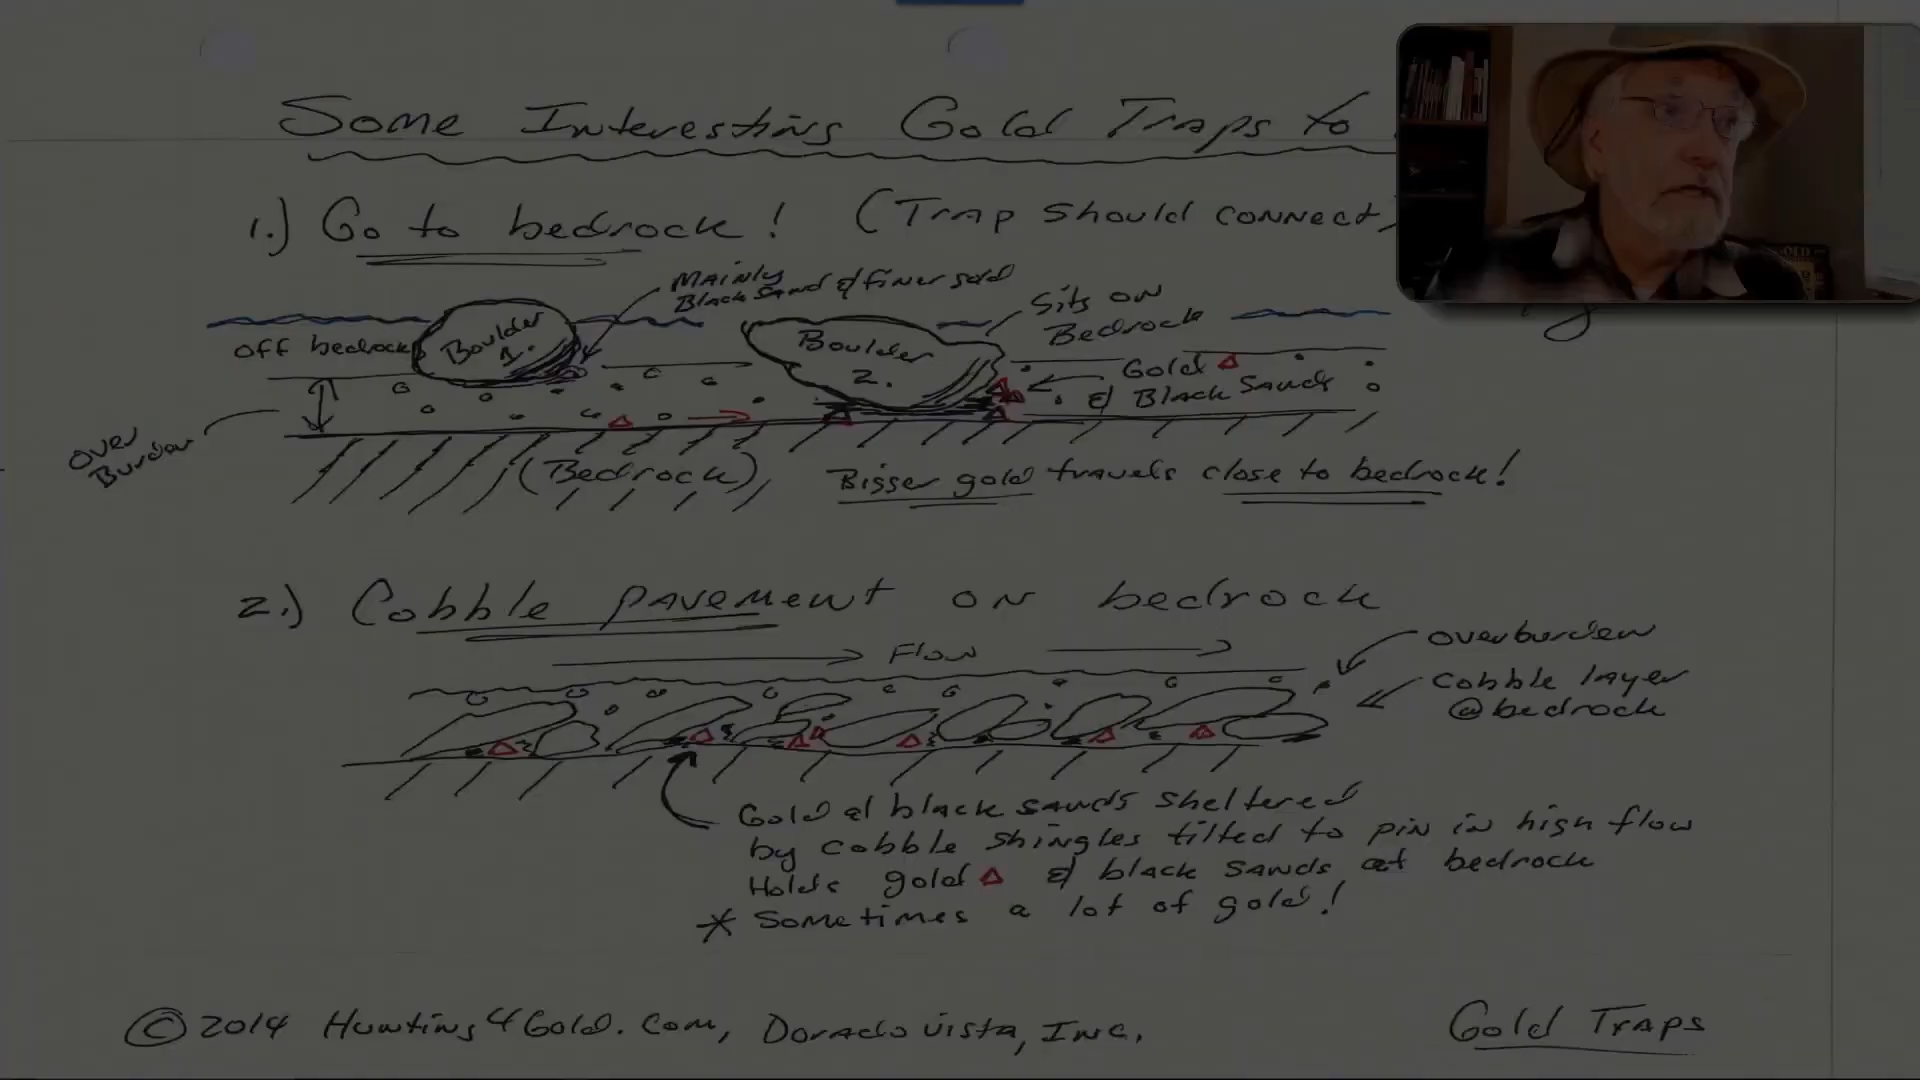 Some Interesting Gold Traps to
1.) Go to bedrock! (Trap should connect)
Mainly
Black Sand & finer gold
Sits on
Bedrock
off bedrock
Boulder
1.
Boulder
2.
Gold
& Black Sands
over
Burden
(Bedrock)
Bigger gold travels close to bedrock!
2.) Cobble pavement on bedrock
Flow
overburden
cobble layer
@ bedrock
Gold & black sands sheltered
by cobble shingles tilted to pin in high flow
Holds gold & black sands at bedrock
* Sometimes a lot of gold!
© 2014 Hunting4Gold.com, Doradovista, Inc.
Gold Traps